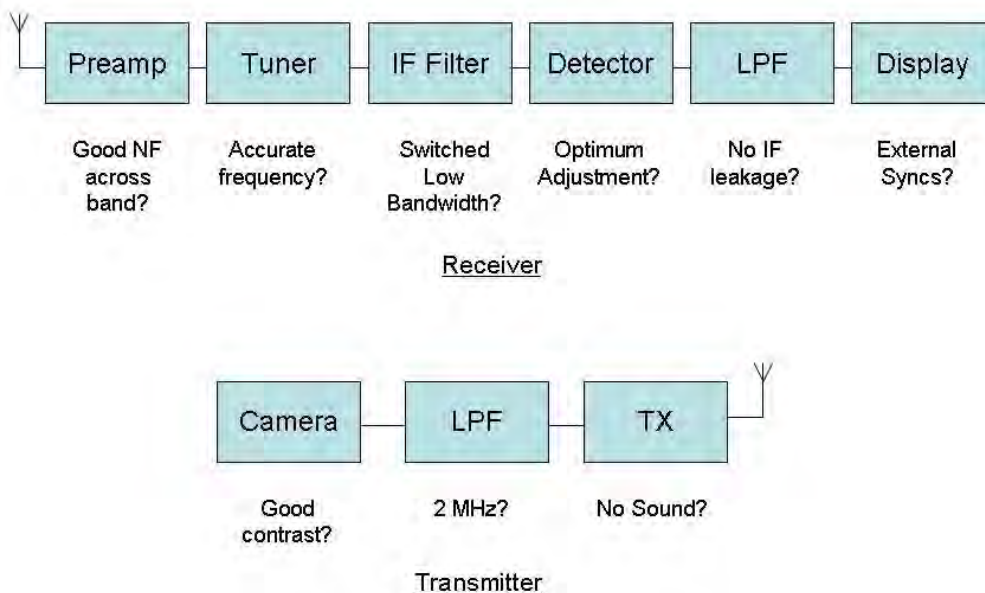 Preamp Tuner IF Filter Detector LPF Display
Good NF Accurate Switched Optimum No IF External
across frequency? Low Adjustment? leakage? Syncs?
band? Bandwidth?
Receiver
Camera LPF TX
Good 2 MHz? No Sound?
contrast?
Transmitter